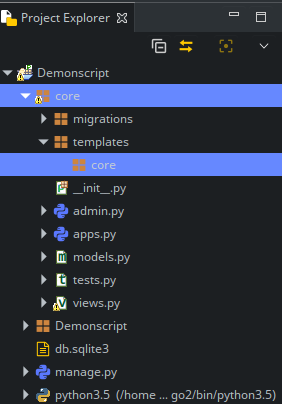 Project Explorer
Demonscript
core
migrations
templates
core
__init__.py
admin.py
apps.py
models.py
tests.py
views.py
Demonscript
db.sqlite3
manage.py
python3.5 (/home ... go2/bin/python3.5)